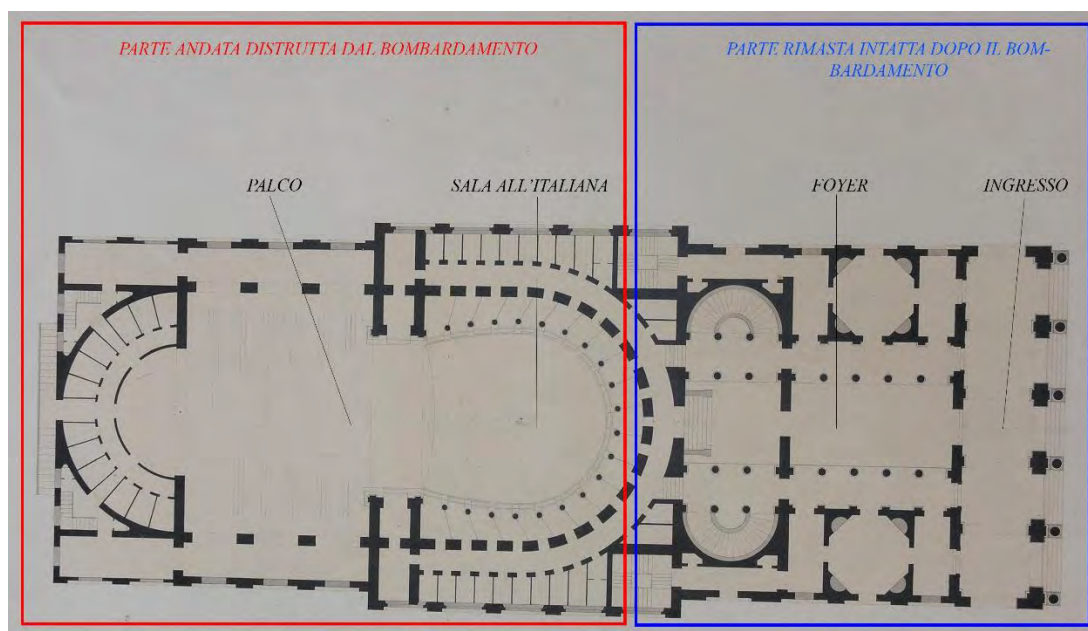 PARTE ANDATA DISTRUTTA DAL BOMBARDAMENTO
PARTE RIMASTA INTATTA DOPO IL BOM-
BARDAMENTO
PALCO
SALA ALL'ITALIANA
FOYER
INGRESSO